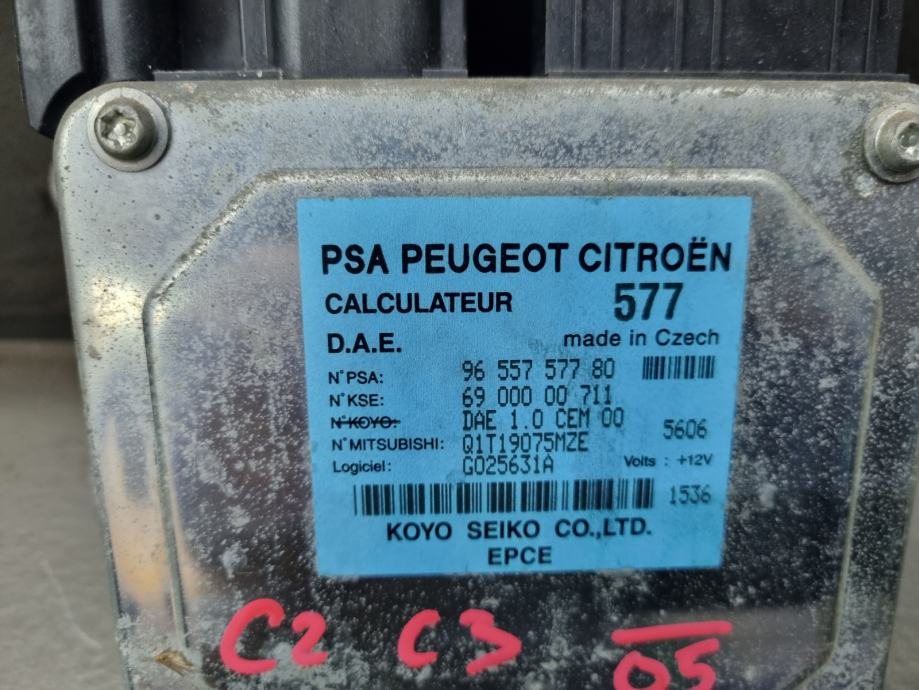 PSA PEUGEOT CITROËN
CALCULATEUR 577
D.A.E. made in Czech
N°PSA: 96 557 577 80
N°KSE: 69 000 00 711
N°KOYO: DAE 1.0 CEM 00
5606
N°MITSUBISHI: Q1T19075MZE
Logiciel: G025631A Volts : +12V
1536
KOYO SEIKO CO.,LTD.
EPCE
C2 C3 05